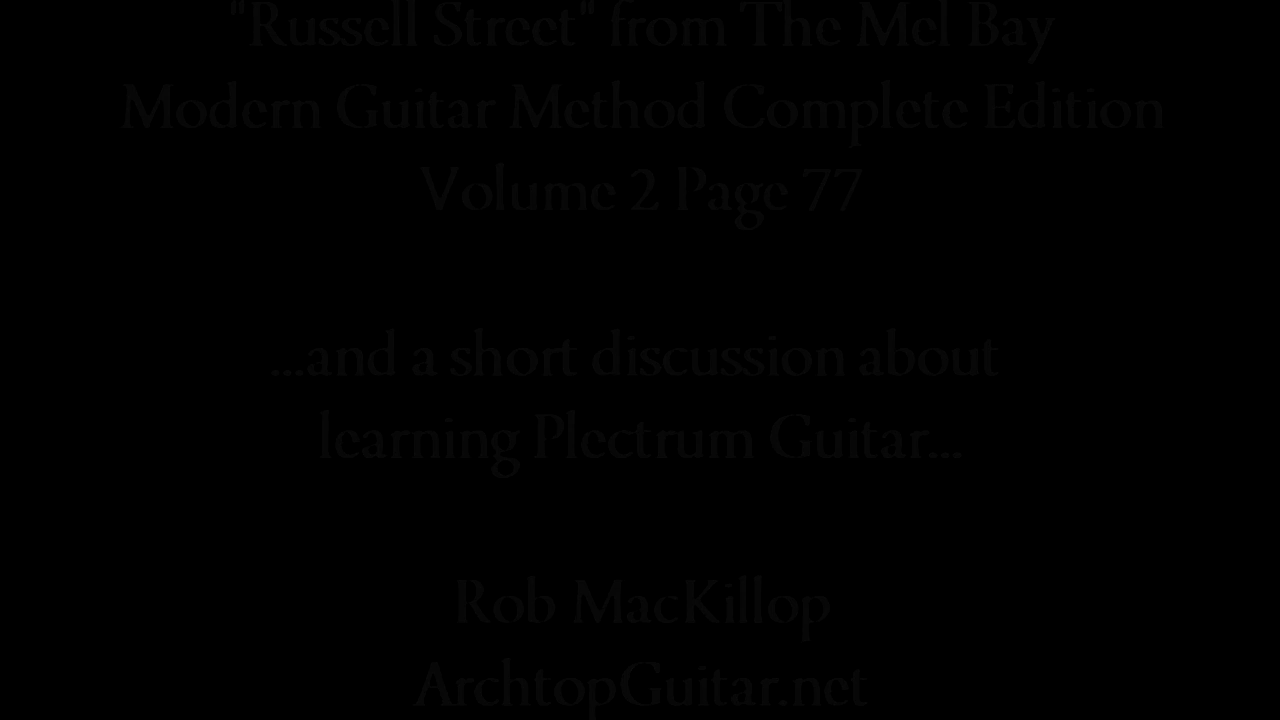 "Russell Street" from The Mel Bay
Modern Guitar Method Complete Edition
Volume 2 Page 77
...and a short discussion about
learning Plectrum Guitar...
Rob MacKillop
ArchtopGuitar.net